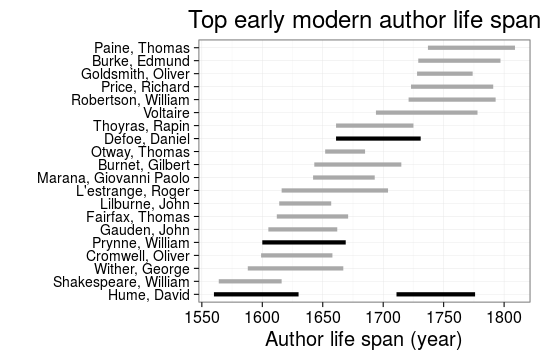 Top early modern author life span
Paine, Thomas
Burke, Edmund
Goldsmith, Oliver
Price, Richard
Robertson, William
Voltaire
Thoyras, Rapin
Defoe, Daniel
Otway, Thomas
Burnet, Gilbert
Marana, Giovanni Paolo
L'estrange, Roger
Lilburne, John
Fairfax, Thomas
Gauden, John
Prynne, William
Cromwell, Oliver
Wither, George
Shakespeare, William
Hume, David
1550 1600 1650 1700 1750 1800
Author life span (year)